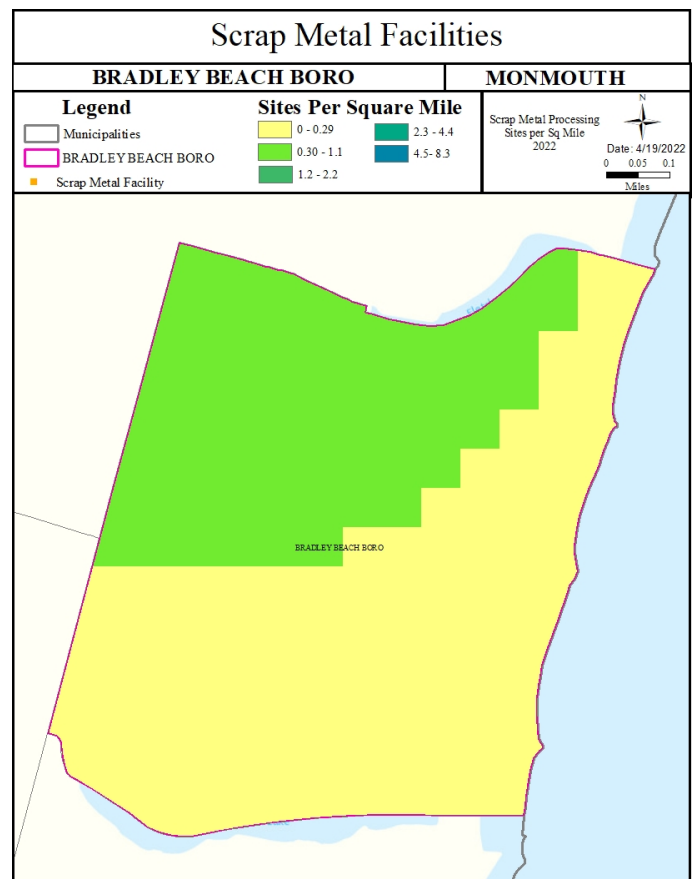 Scrap Metal Facilities
BRADLEY BEACH BORO
MONMOUTH
Legend
Municipalities
BRADLEY BEACH BORO
Scrap Metal Facility
Sites Per Square Mile
0 - 0.29
0.30 - 1.1
1.2 - 2.2
2.3 - 4.4
4.5- 8.3
Scrap Metal Processing
Sites per Sq Mile
2022
N
Date: 4/19/2022
0 0.05 0.1
Miles
BRADLEY BEACH BORO